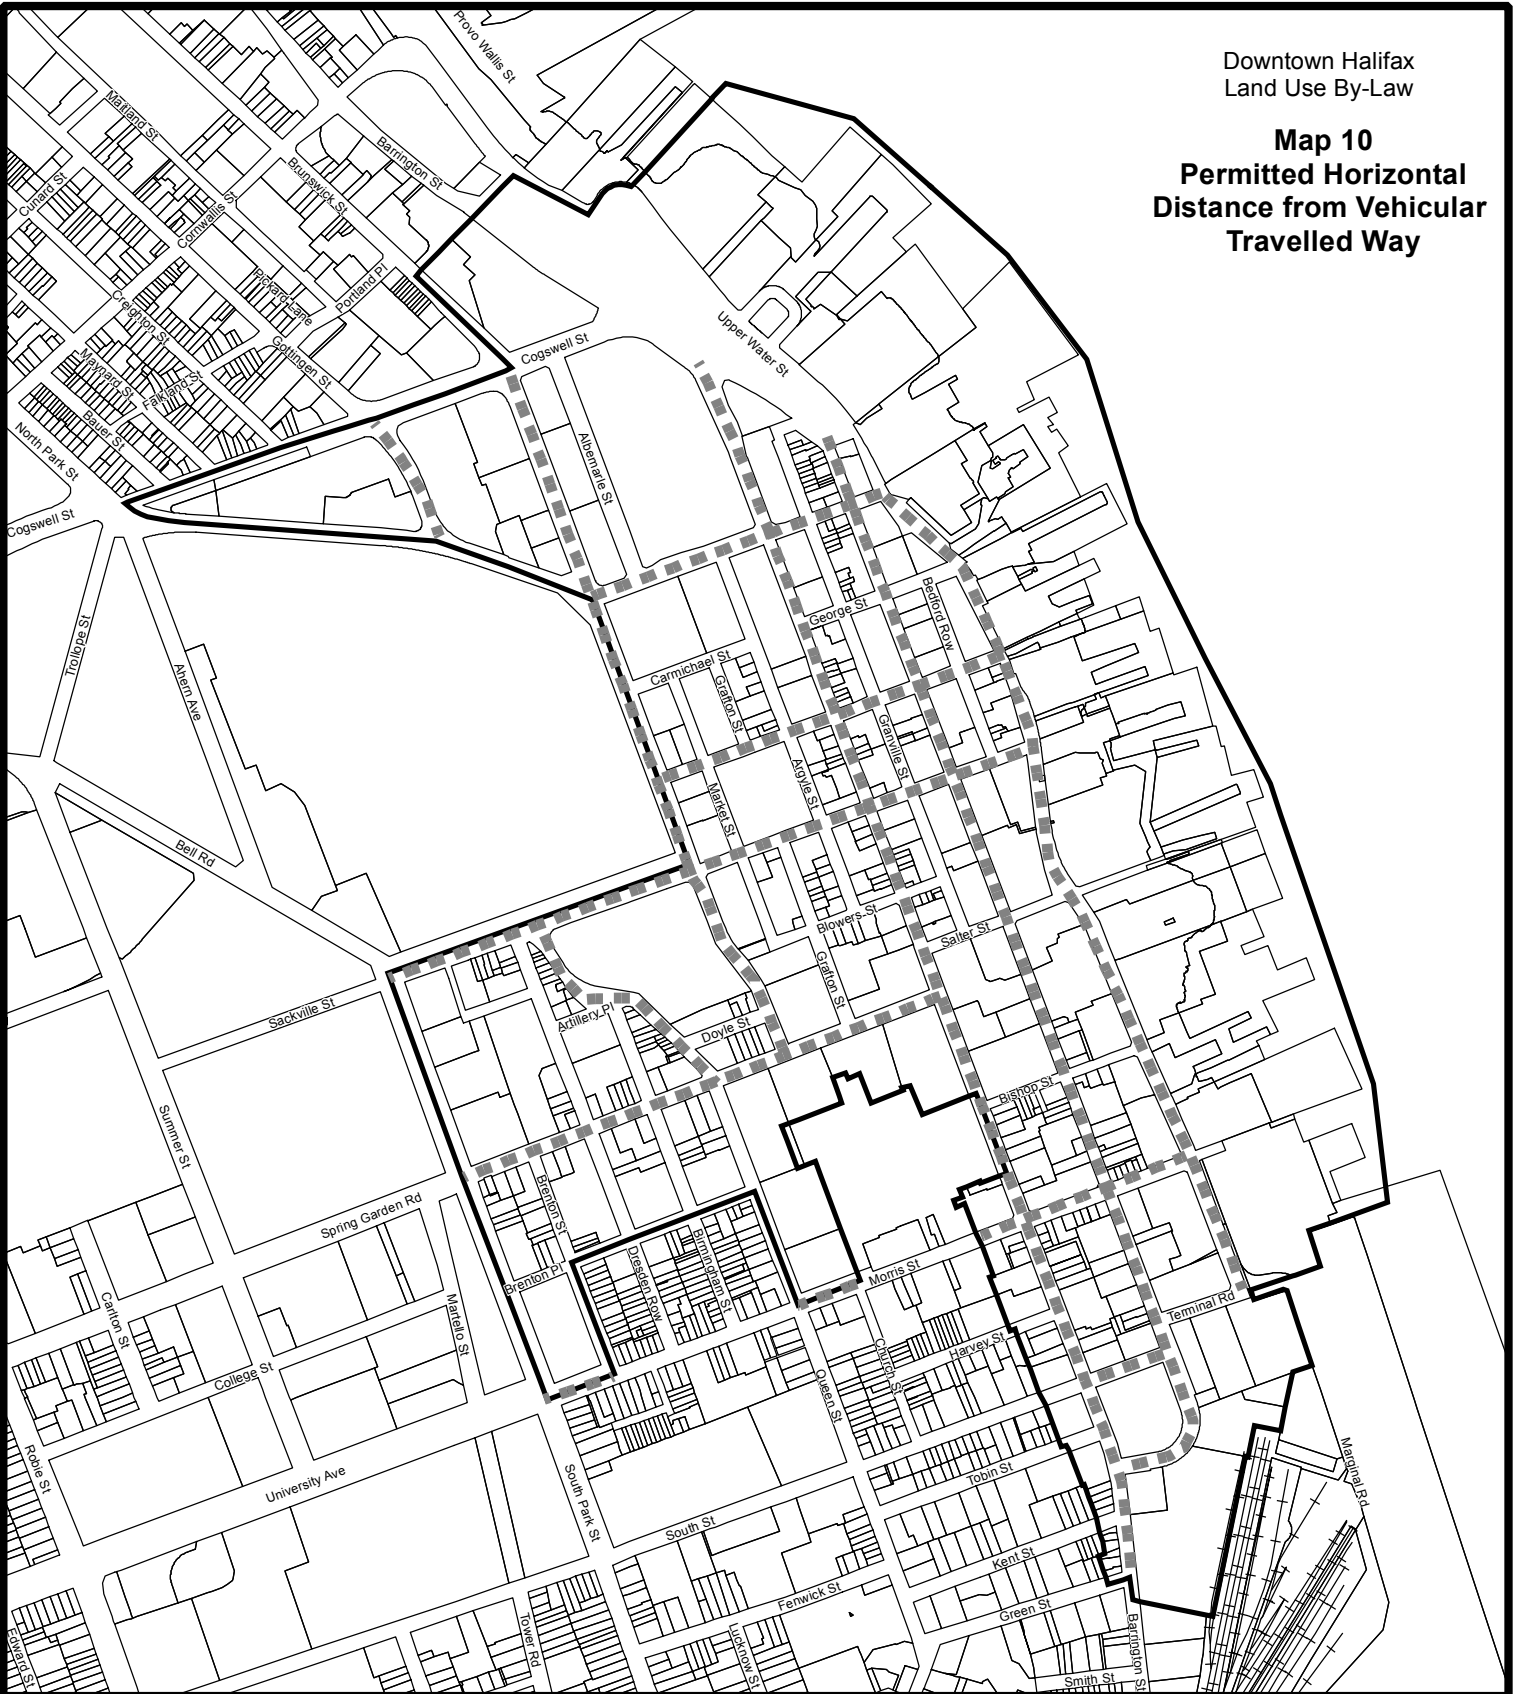 Downtown Halifax
Land Use By-Law
Map 10
Permitted Horizontal
Distance from Vehicular
Travelled Way
Provo Wallis St
Maitland St
Barrington St
Brunswick St
Cunard St
Cornwallis St
Pickard Lane
Portland Pl
Creighton St
Gottingen St
Upper Water St
Cogswell St
Maynard St
Falkland St
Bauer St
North Park St
Albemarle St
Cogswell St
Trollope St
Ahern Ave
George St
Bedford Row
Carmichael St
Grafton St
Granville St
Argyle St
Market St
Bell Rd
Blowers St
Salter St
Grafton St
Sackville St
Artillery Pl
Doyle St
Bishop St
Summer St
Brenton St
Spring Garden Rd
Birmingham St
Dresden Row
Brenton Pl
Morris St
Carlton St
Martello St
Terminal Rd
Church St
Harvey St
College St
Queen St
Robie St
University Ave
South Park St
Tobin St
Marginal Rd
South St
Kent St
Fenwick St
Green St
Edward St
Tower Rd
Lucknow St
Barrington St
Smith St